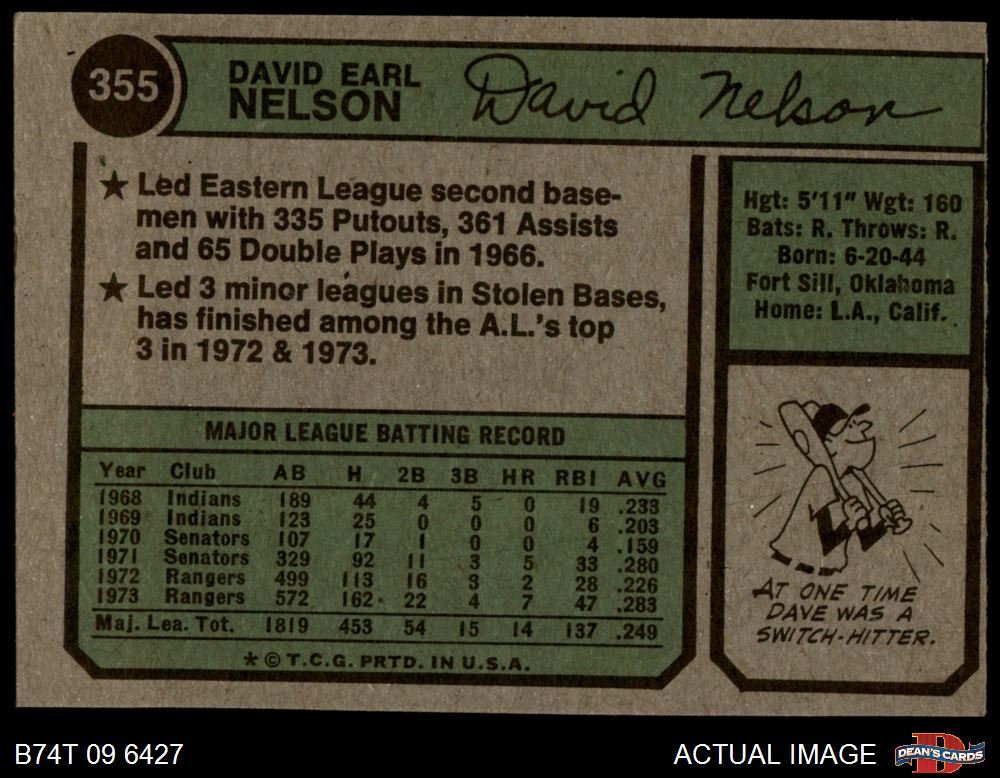 355
DAVID EARL
NELSON
David Nelson
★ Led Eastern League second base-
men with 335 Putouts, 361 Assists
and 65 Double Plays in 1966.
★ Led 3 minor leagues in Stolen Bases,
has finished among the A.L.'s top
3 in 1972 & 1973.
MAJOR LEAGUE BATTING RECORD
Year Club AB H 2B 3B HR RBI AVG
1968 Indians 189 44 4 5 0 19 .233
1969 Indians 123 25 0 0 0 6 .203
1970 Senators 107 17 1 0 0 4 .159
1971 Senators 329 92 11 3 5 33 .280
1972 Rangers 499 113 16 3 2 28 .226
1973 Rangers 572 162 22 4 7 47 .283
Maj. Lea. Tot. 1819 453 54 15 14 137 .249
* © T.C.G. PRTD. IN U.S.A.
Hgt: 5'11" Wgt: 160
Bats: R. Throws: R.
Born: 6-20-44
Fort Sill, Oklahoma
Home: L.A., Calif.
AT ONE TIME
DAVE WAS A
SWITCH-HITTER.
B74T 09 6427
ACTUAL IMAGE
DEAN'S CARDS